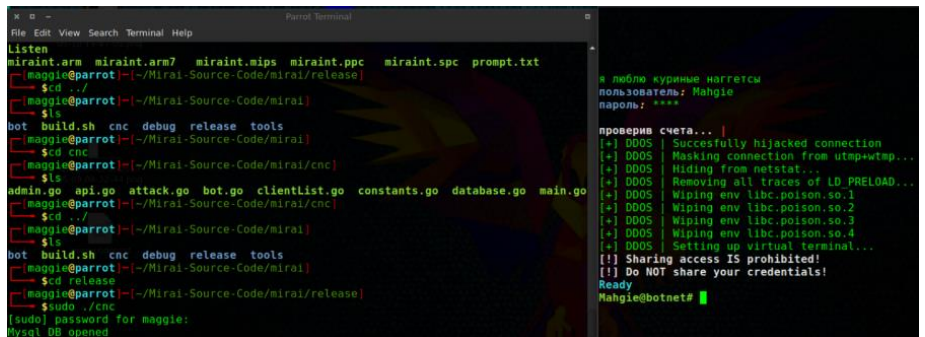 Parrot Terminal
File Edit View Search Terminal Help
Listen
miraint.arm miraint.arm7 miraint.mips miraint.ppc miraint.spc prompt.txt
[maggie@parrot]-[~/Mirai-Source-Code/mirai/release]
$cd ../
[maggie@parrot]-[~/Mirai-Source-Code/mirai]
$ls
bot build.sh cnc debug release tools
[maggie@parrot]-[~/Mirai-Source-Code/mirai]
$cd cnc
[maggie@parrot]-[~/Mirai-Source-Code/mirai/cnc]
$ls
admin.go api.go attack.go bot.go clientList.go constants.go database.go main.go
[maggie@parrot]-[~/Mirai-Source-Code/mirai/cnc]
$cd ../
[maggie@parrot]-[~/Mirai-Source-Code/mirai]
$ls
bot build.sh cnc debug release tools
[maggie@parrot]-[~/Mirai-Source-Code/mirai]
$cd release
[maggie@parrot]-[~/Mirai-Source-Code/mirai/release]
$sudo ./cnc
[sudo] password for maggie:
Mysql DB opened
я люблю куриные наггетсы
пользователь: Mahgie
пароль: ****
проверив счета... |
[+] DDOS | Succesfully hijacked connection
[+] DDOS | Masking connection from utmp+wtmp...
[+] DDOS | Hiding from netstat...
[+] DDOS | Removing all traces of LD_PRELOAD...
[+] DDOS | Wiping env libc.poison.so.1
[+] DDOS | Wiping env libc.poison.so.2
[+] DDOS | Wiping env libc.poison.so.3
[+] DDOS | Wiping env libc.poison.so.4
[+] DDOS | Setting up virtual terminal...
[!] Sharing access IS prohibited!
[!] Do NOT share your credentials!
Ready
Mahgie@botnet#